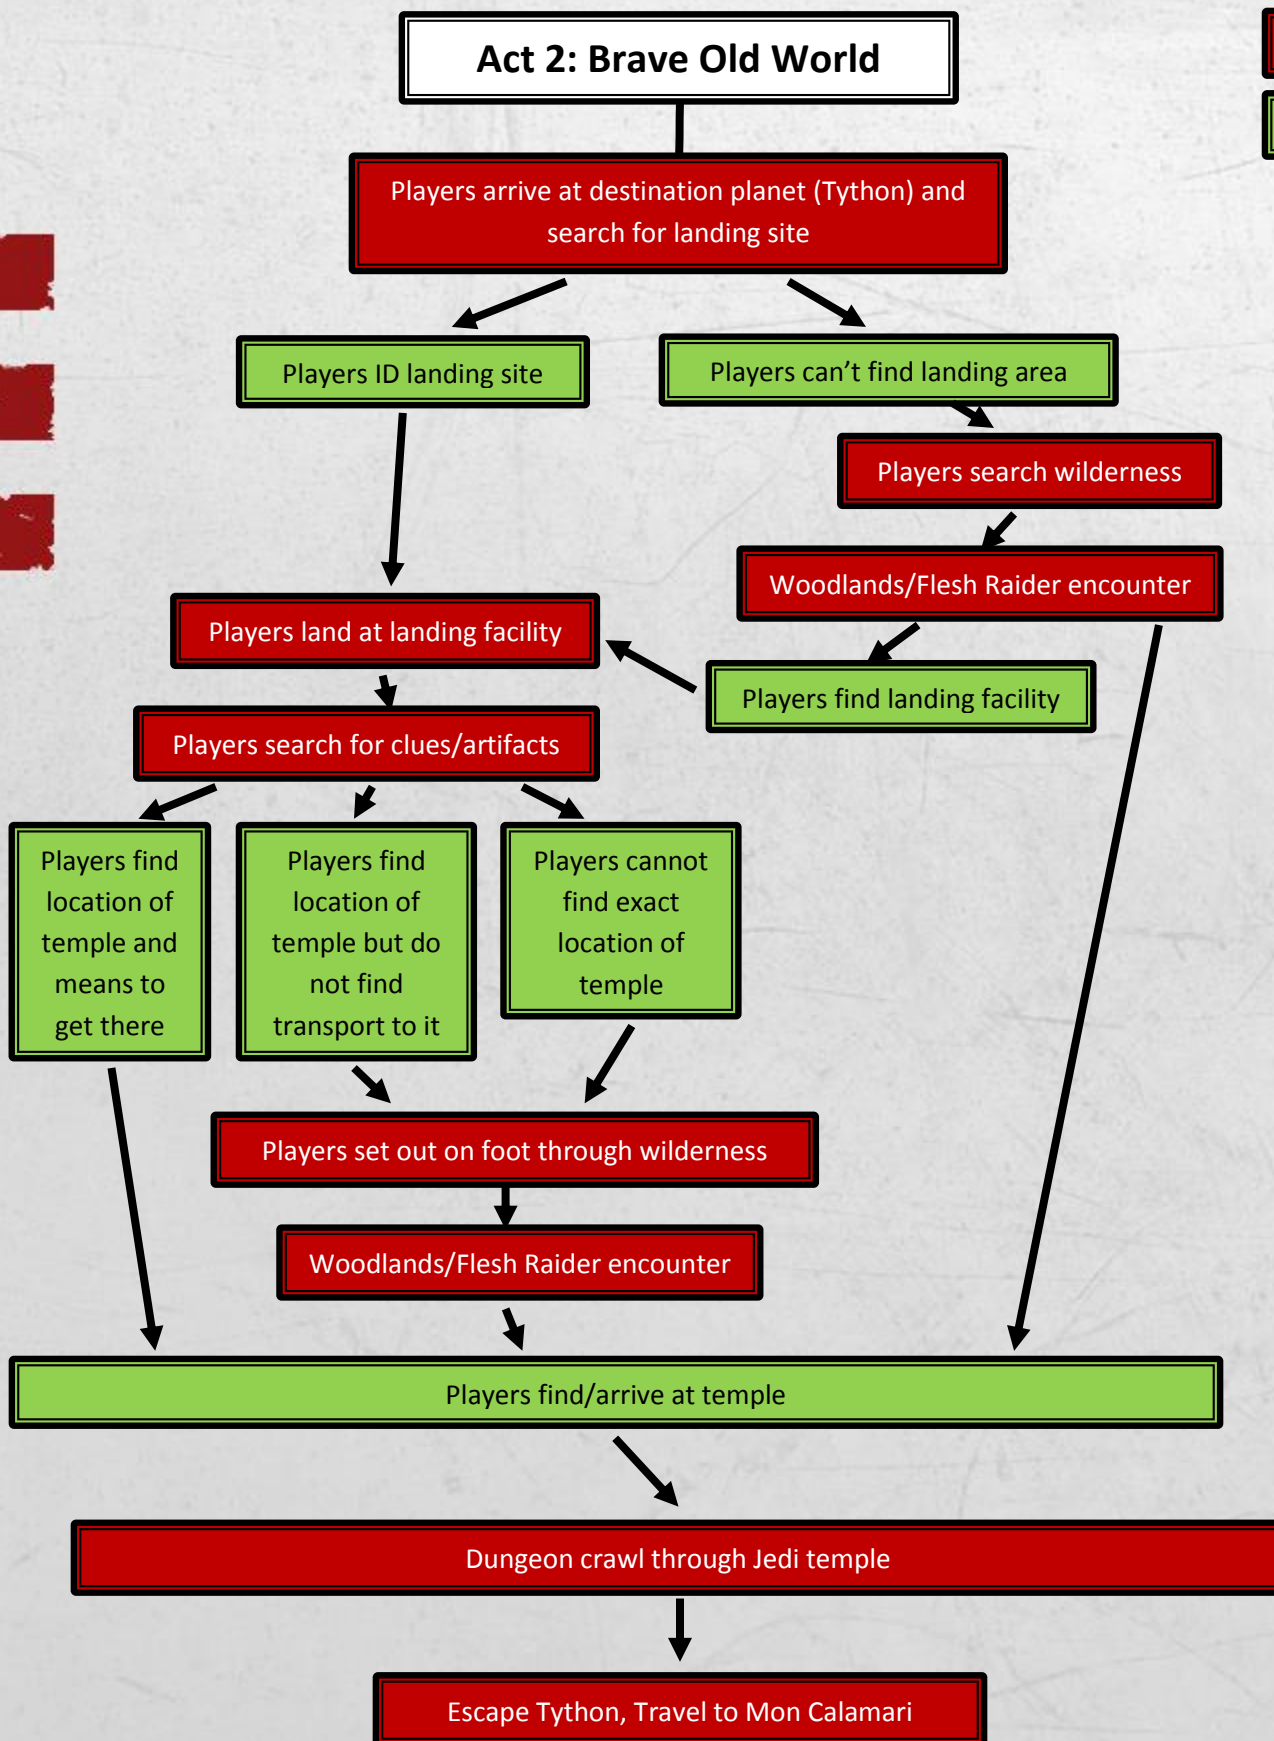 Act 2: Brave Old World
Players arrive at destination planet (Tython) and
search for landing site
Players ID landing site
Players can’t find landing area
Players search wilderness
Woodlands/Flesh Raider encounter
Players land at landing facility
Players find landing facility
Players search for clues/artifacts
Players find
location of
temple and
means to
get there
Players find
location of
temple but do
not find
transport to it
Players cannot
find exact
location of
temple
Players set out on foot through wilderness
Woodlands/Flesh Raider encounter
Players find/arrive at temple
Dungeon crawl through Jedi temple
Escape Tython, Travel to Mon Calamari